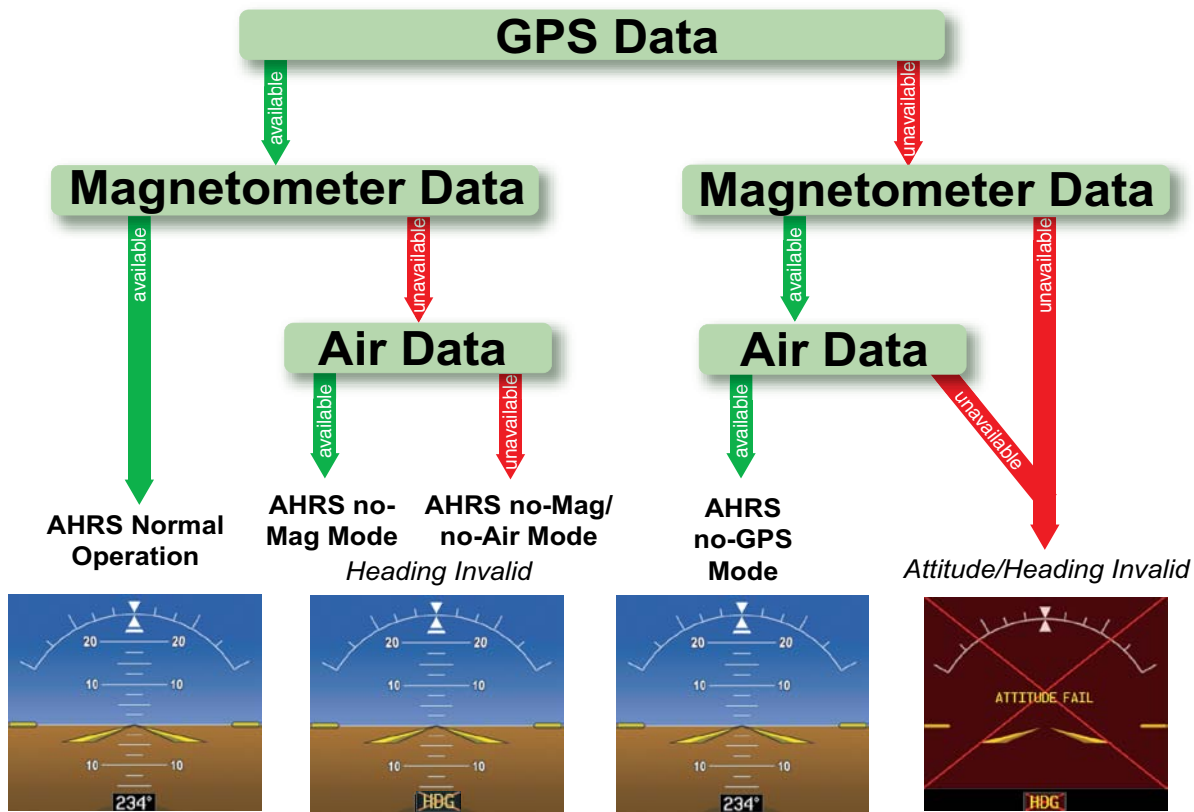 GPS Data
available
unavailable
Magnetometer Data
Magnetometer Data
available
unavailable
available
unavailable
Air Data
Air Data
available
unavailable
available
unavailable
AHRS Normal
Operation
AHRS no-
Mag Mode
AHRS no-Mag/
no-Air Mode
Heading Invalid
AHRS
no-GPS
Mode
Attitude/Heading Invalid
20 20
10 10
10 10
234°
20 20
10 10
10 10
HDG
20 20
10 10
10 10
234°
ATTITUDE FAIL
HDG